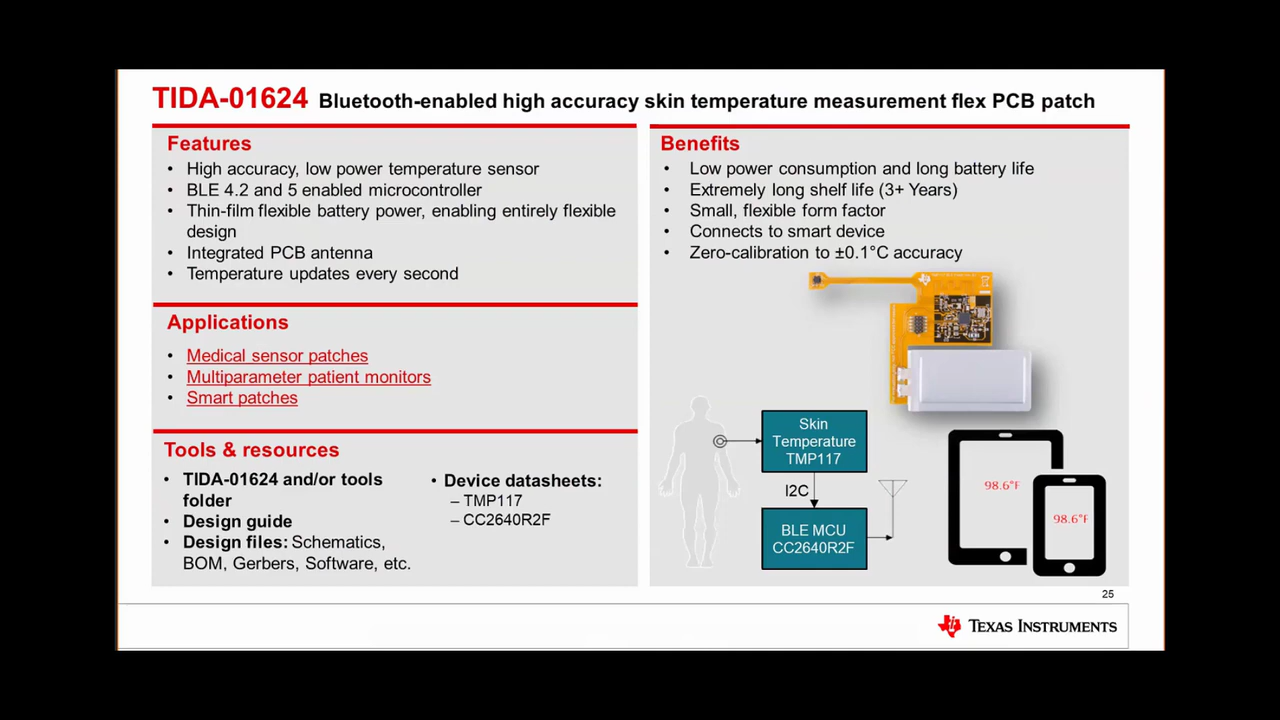 TIDA-01624 Bluetooth-enabled high accuracy skin temperature measurement flex PCB patch
Features
• High accuracy, low power temperature sensor
• BLE 4.2 and 5 enabled microcontroller
• Thin-film flexible battery power, enabling entirely flexible
design
• Integrated PCB antenna
• Temperature updates every second
Applications
• Medical sensor patches
• Multiparameter patient monitors
• Smart patches
Tools & resources
• TIDA-01624 and/or tools
folder
• Design guide
• Design files: Schematics,
BOM, Gerbers, Software, etc.
• Device datasheets:
– TMP117
– CC2640R2F
Benefits
• Low power consumption and long battery life
• Extremely long shelf life (3+ Years)
• Small, flexible form factor
• Connects to smart device
• Zero-calibration to ±0.1°C accuracy
Skin
Temperature
TMP117
I2C
BLE MCU
CC2640R2F
98.6°F
98.6°F
25
TEXAS INSTRUMENTS